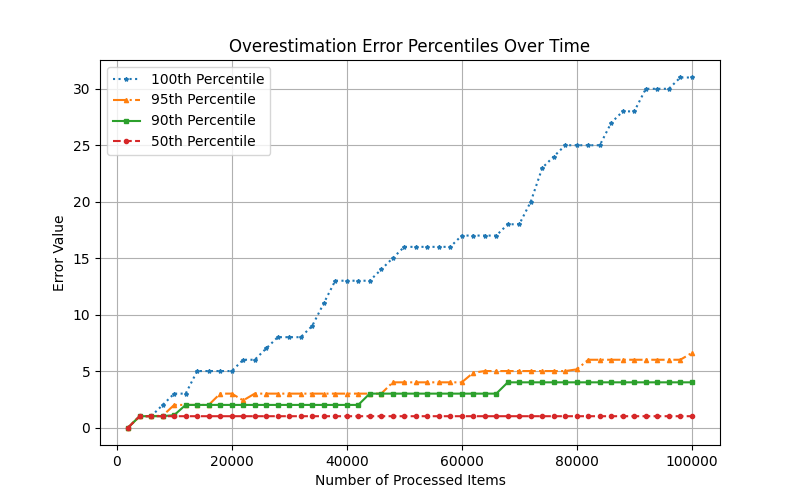 Overestimation Error Percentiles Over Time
100th Percentile
95th Percentile
90th Percentile
50th Percentile
30
25
20
15
10
5
0
Error Value
0 20000 40000 60000 80000 100000
Number of Processed Items